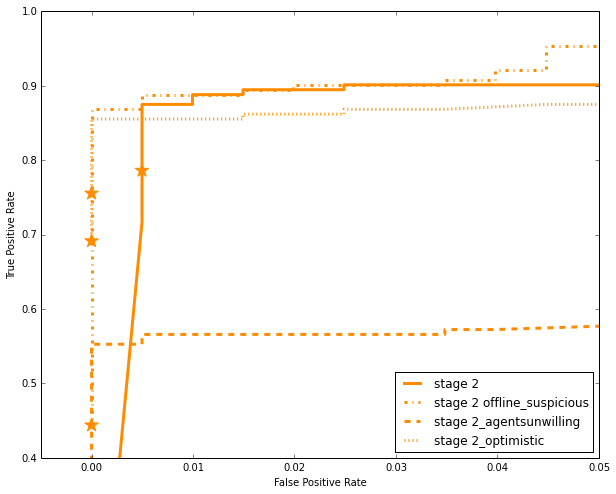 1.0
0.9
0.8
0.7
0.6
0.5
0.4
True Positive Rate
0.00 0.01 0.02 0.03 0.04 0.05
False Positive Rate
stage 2
stage 2 offline_suspicious
stage 2_agentsunwilling
stage 2_optimistic